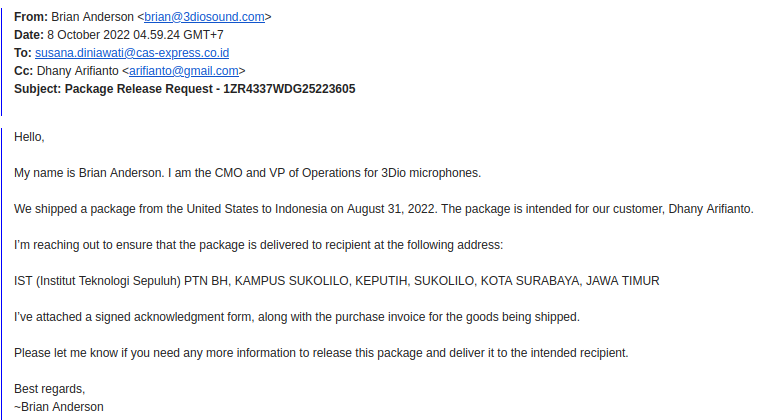 From: Brian Anderson <brian@3diosound.com>
Date: 8 October 2022 04.59.24 GMT+7
To: susana.diniawati@cas-express.co.id
Cc: Dhany Arifianto <arifianto@gmail.com>
Subject: Package Release Request - 1ZR4337WDG25223605
Hello,
My name is Brian Anderson. I am the CMO and VP of Operations for 3Dio microphones.
We shipped a package from the United States to Indonesia on August 31, 2022. The package is intended for our customer, Dhany Arifianto.
I'm reaching out to ensure that the package is delivered to recipient at the following address:
IST (Institut Teknologi Sepuluh) PTN BH, KAMPUS SUKOLILO, KEPUTIH, SUKOLILO, KOTA SURABAYA, JAWA TIMUR
I've attached a signed acknowledgment form, along with the purchase invoice for the goods being shipped.
Please let me know if you need any more information to release this package and deliver it to the intended recipient.
Best regards,
~Brian Anderson